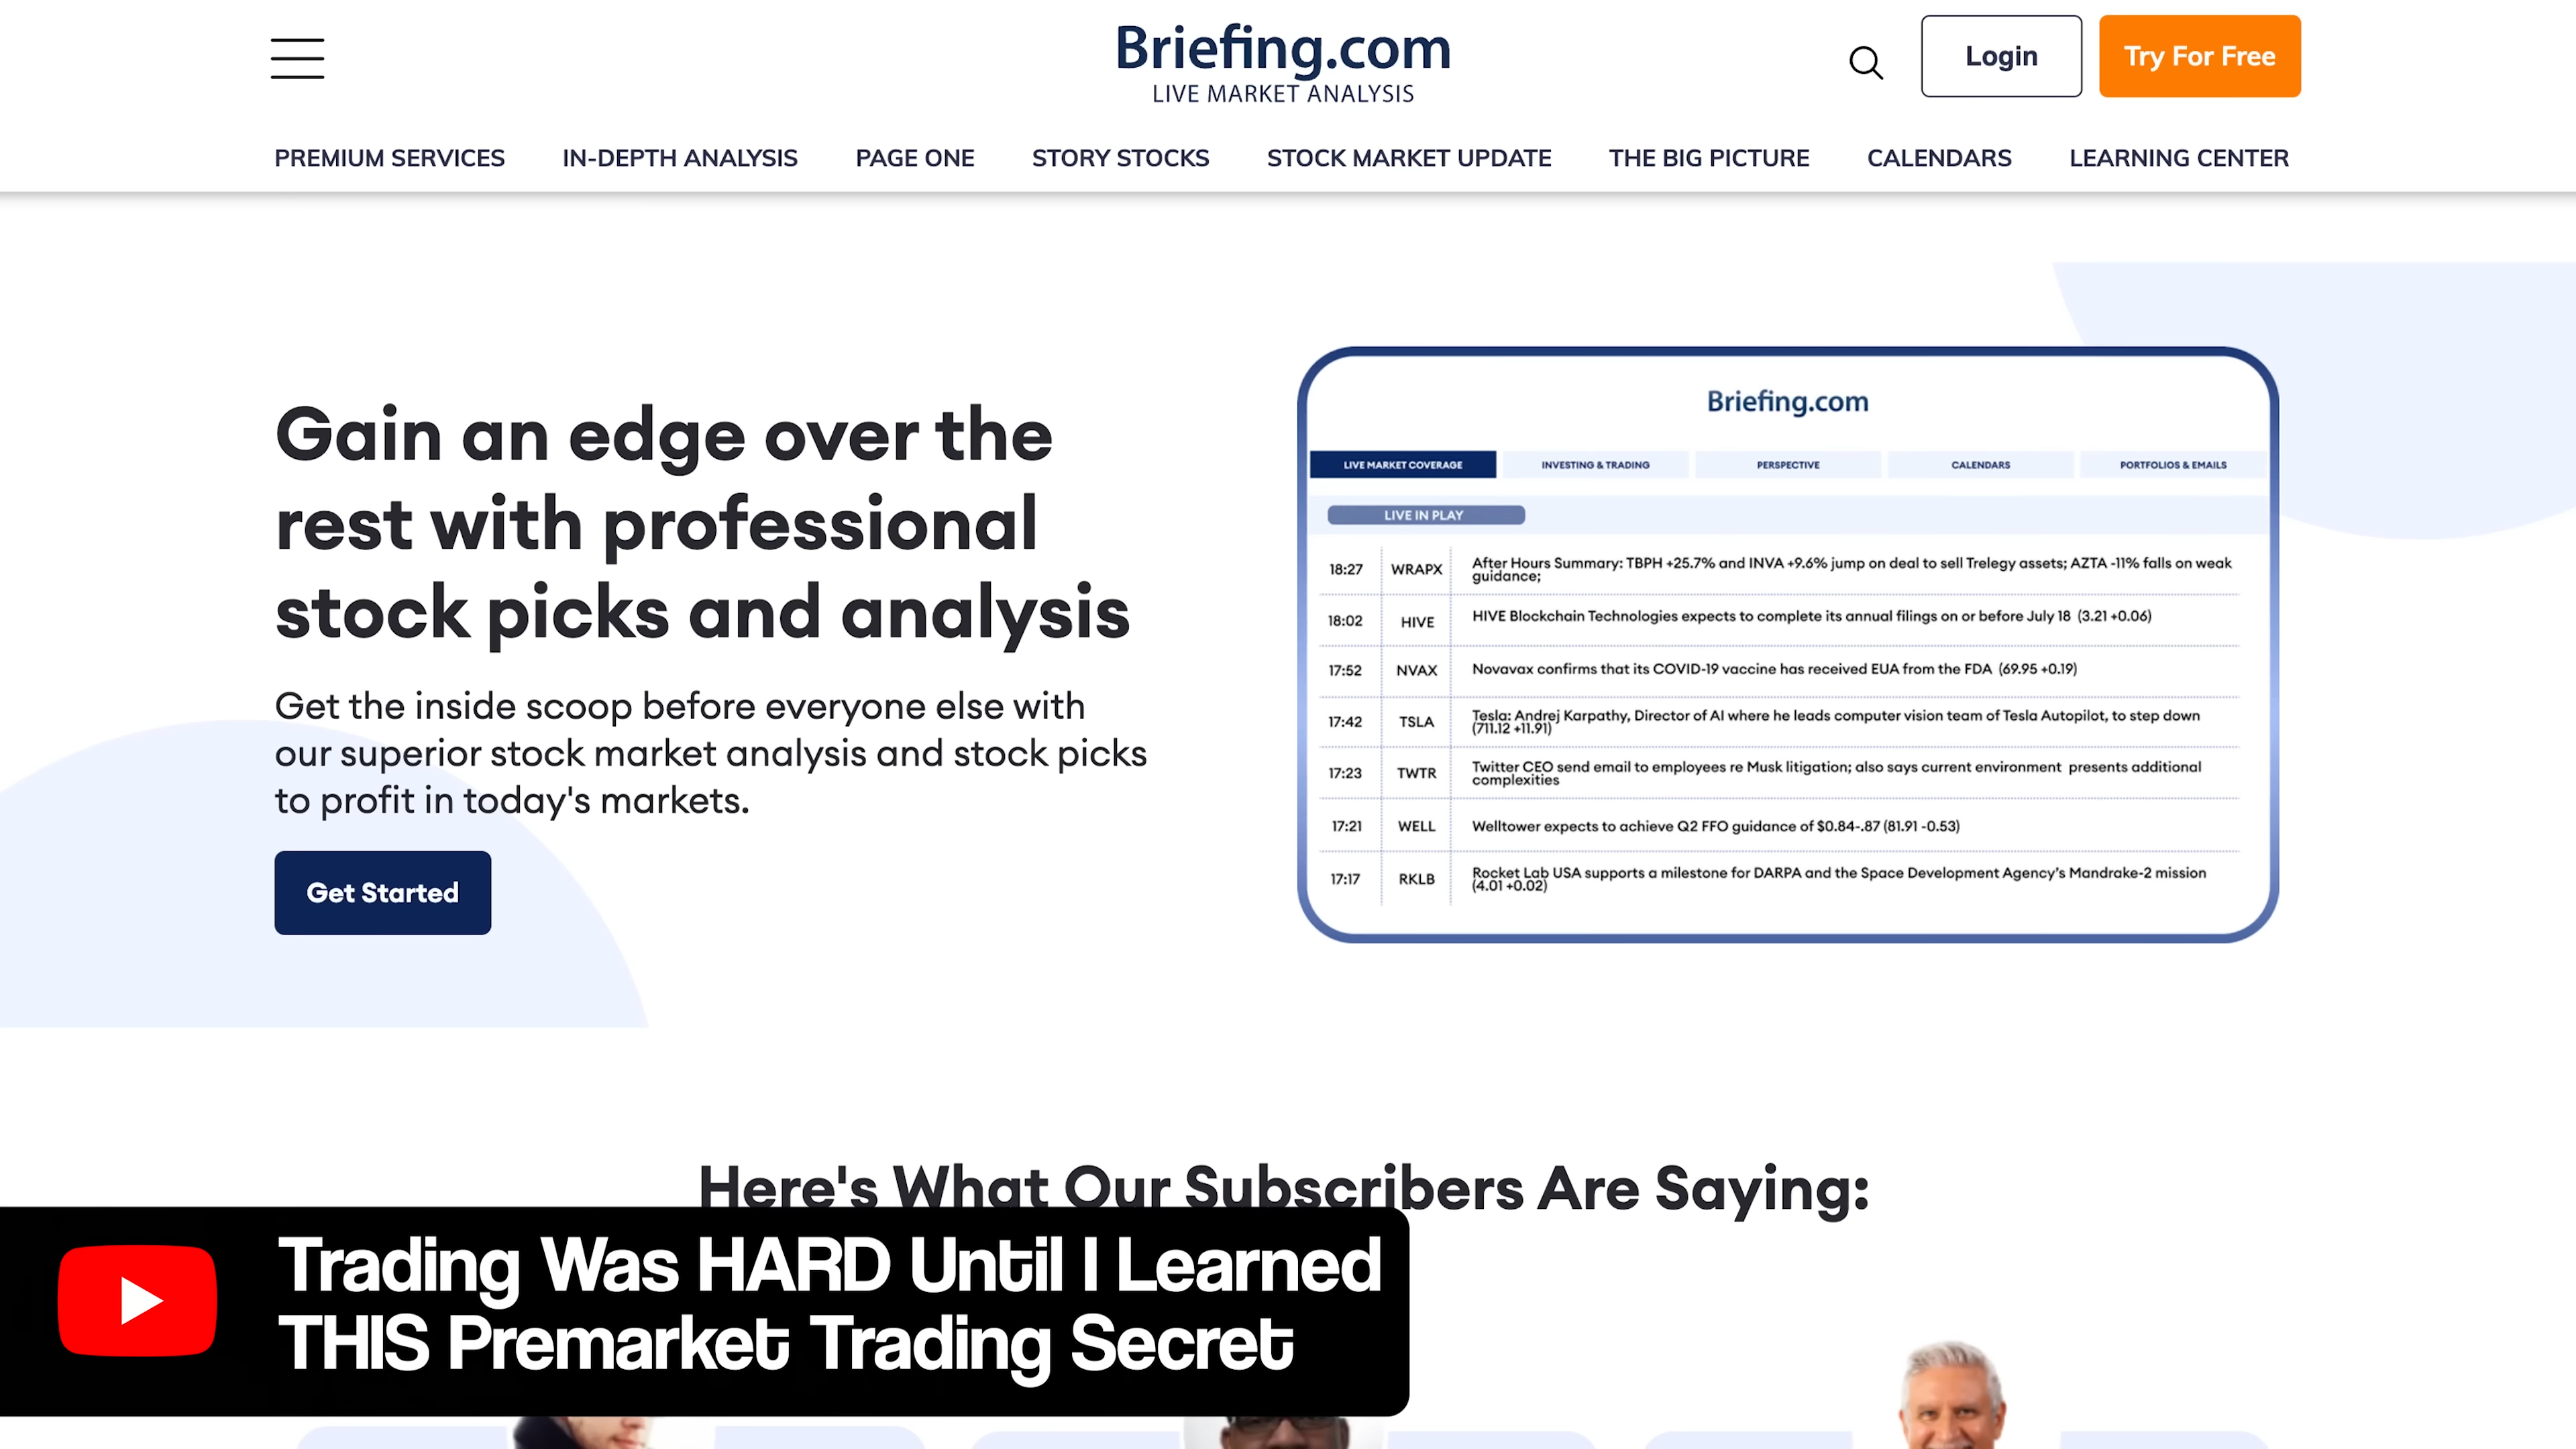 Briefing.com
LIVE MARKET ANALYSIS
Login
Try For Free
PREMIUM SERVICES
IN-DEPTH ANALYSIS
PAGE ONE
STORY STOCKS
STOCK MARKET UPDATE
THE BIG PICTURE
CALENDARS
LEARNING CENTER
Gain an edge over the
rest with professional
stock picks and analysis
Get the inside scoop before everyone else with
our superior stock market analysis and stock picks
to profit in today's markets.
Get Started
Briefing.com
LIVE MARKET COVERAGE
INVESTING & TRADING
PERSPECTIVE
CALENDARS
PORTFOLIOS & EMAILS
LIVE IN PLAY
18:27 WRAPX After Hours Summary: TBPH +25.7% and INVA +9.6% jump on deal to sell Trelegy assets; AZTA -11% falls on weak
guidance;
18:02 HIVE HIVE Blockchain Technologies expects to complete its annual filings on or before July 18 (3.21 +0.06)
17:52 NVAX Novavax confirms that its COVID-19 vaccine has received EUA from the FDA (69.95 +0.19)
17:42 TSLA Tesla: Andrej Karpathy, Director of AI where he leads computer vision team of Tesla Autopilot, to step down
(711.12 +11.91)
17:23 TWTR Twitter CEO send email to employees re Musk litigation; also says current environment presents additional
complexities
17:21 WELL Welltower expects to achieve Q2 FFO guidance of $0.84-.87 (81.91 -0.53)
17:17 RKLB Rocket Lab USA supports a milestone for DARPA and the Space Development Agency's Mandrake-2 mission
(4.01 +0.02)
Here's What Our Subscribers Are Saying:
Trading Was HARD Until I Learned
THIS Premarket Trading Secret